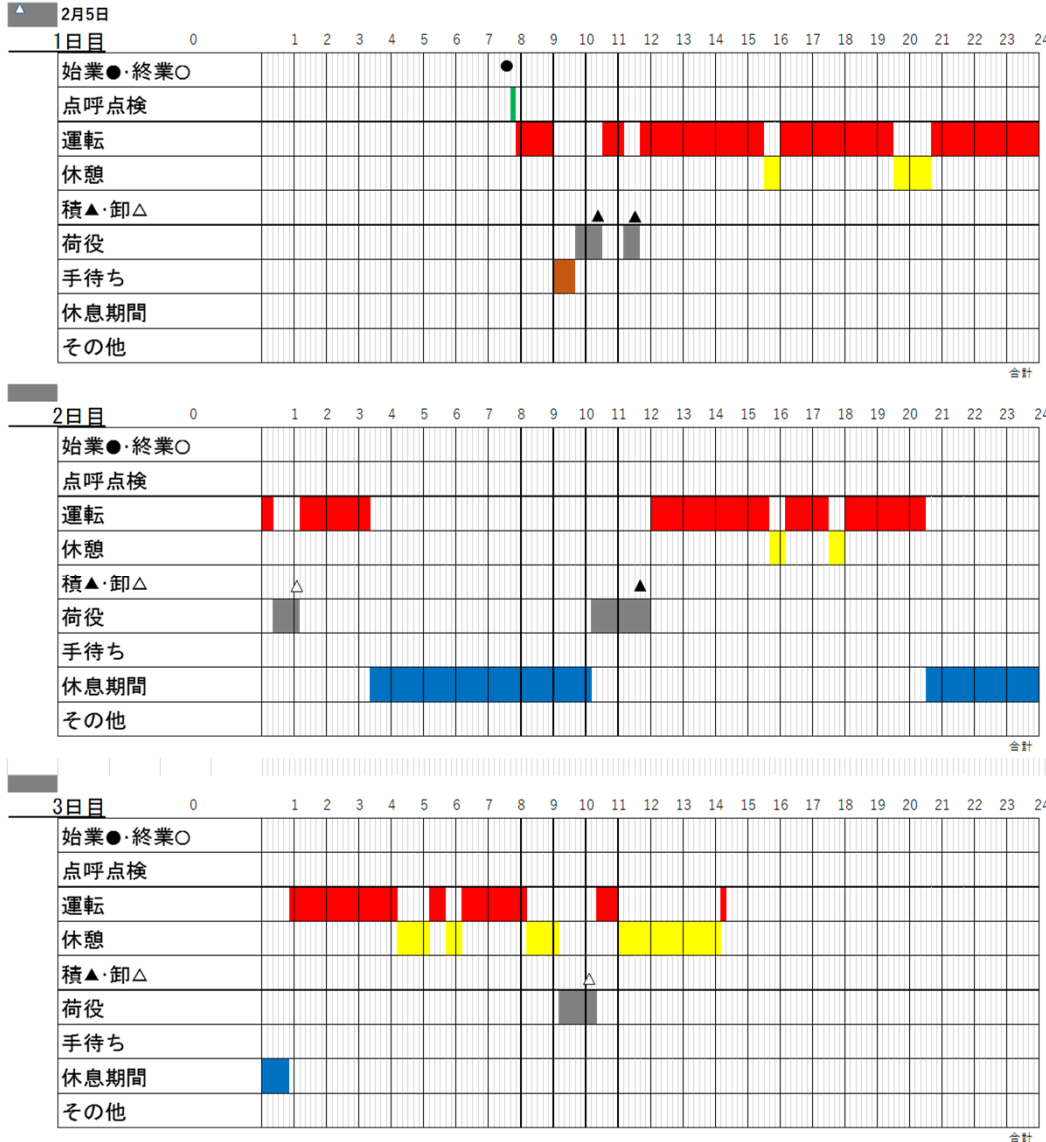 2月5日
1日目 0 1 2 3 4 5 6 7 8 9 10 11 12 13 14 15 16 17 18 19 20 21 22 23 24
始業●・終業○
点呼点検
運転
休憩
積▲・卸△
荷役
手待ち
休息期間
その他
合計
2日目 0 1 2 3 4 5 6 7 8 9 10 11 12 13 14 15 16 17 18 19 20 21 22 23 24
始業●・終業○
点呼点検
運転
休憩
積▲・卸△
荷役
手待ち
休息期間
その他
合計
3日目 0 1 2 3 4 5 6 7 8 9 10 11 12 13 14 15 16 17 18 19 20 21 22 23 24
始業●・終業○
点呼点検
運転
休憩
積▲・卸△
荷役
手待ち
休息期間
その他
合計